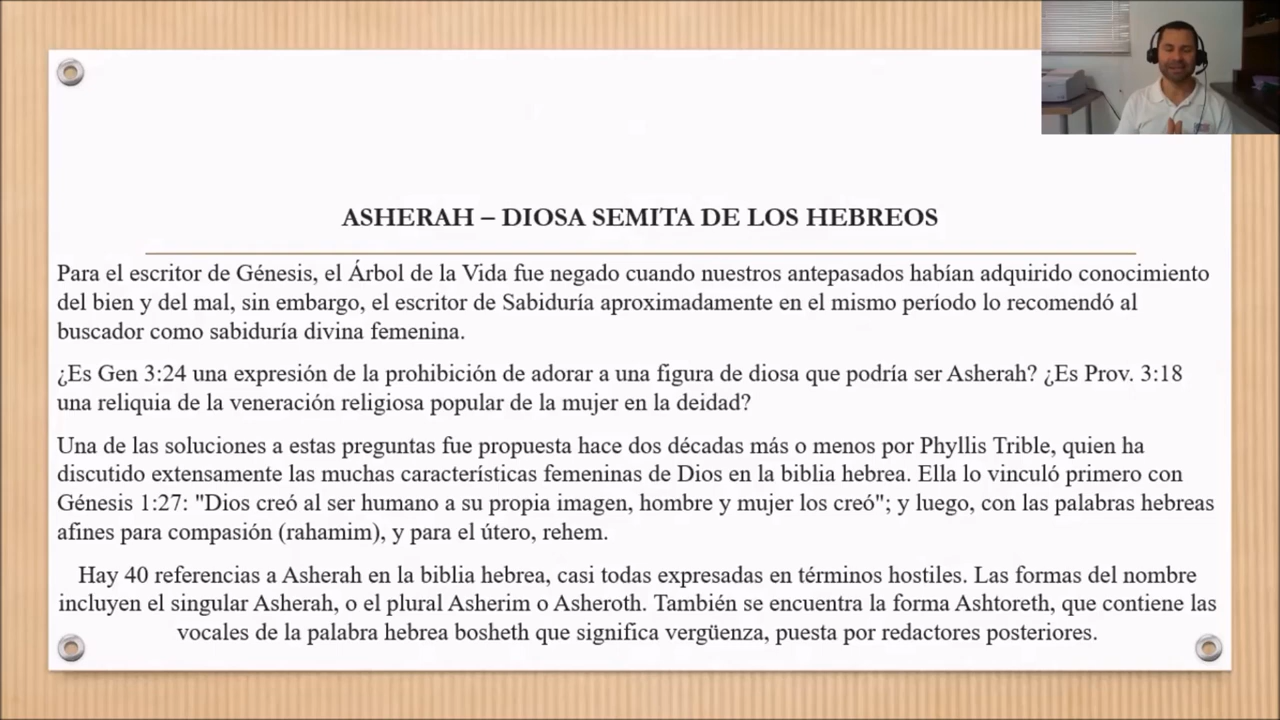 ASHERAH – DIOSA SEMITA DE LOS HEBREOS
Para el escritor de Génesis, el Árbol de la Vida fue negado cuando nuestros antepasados habían adquirido conocimiento
del bien y del mal, sin embargo, el escritor de Sabiduría aproximadamente en el mismo período lo recomendó al
buscador como sabiduría divina femenina.
¿Es Gen 3:24 una expresión de la prohibición de adorar a una figura de diosa que podría ser Asherah? ¿Es Prov. 3:18
una reliquia de la veneración religiosa popular de la mujer en la deidad?
Una de las soluciones a estas preguntas fue propuesta hace dos décadas más o menos por Phyllis Trible, quien ha
discutido extensamente las muchas características femeninas de Dios en la biblia hebrea. Ella lo vinculó primero con
Génesis 1:27: "Dios creó al ser humano a su propia imagen, hombre y mujer los creó"; y luego, con las palabras hebreas
afines para compasión (rahamim), y para el útero, rehem.
Hay 40 referencias a Asherah en la biblia hebrea, casi todas expresadas en términos hostiles. Las formas del nombre
incluyen el singular Asherah, o el plural Asherim o Asheroth. También se encuentra la forma Ashtoreth, que contiene las
vocales de la palabra hebrea bosheth que significa vergüenza, puesta por redactores posteriores.